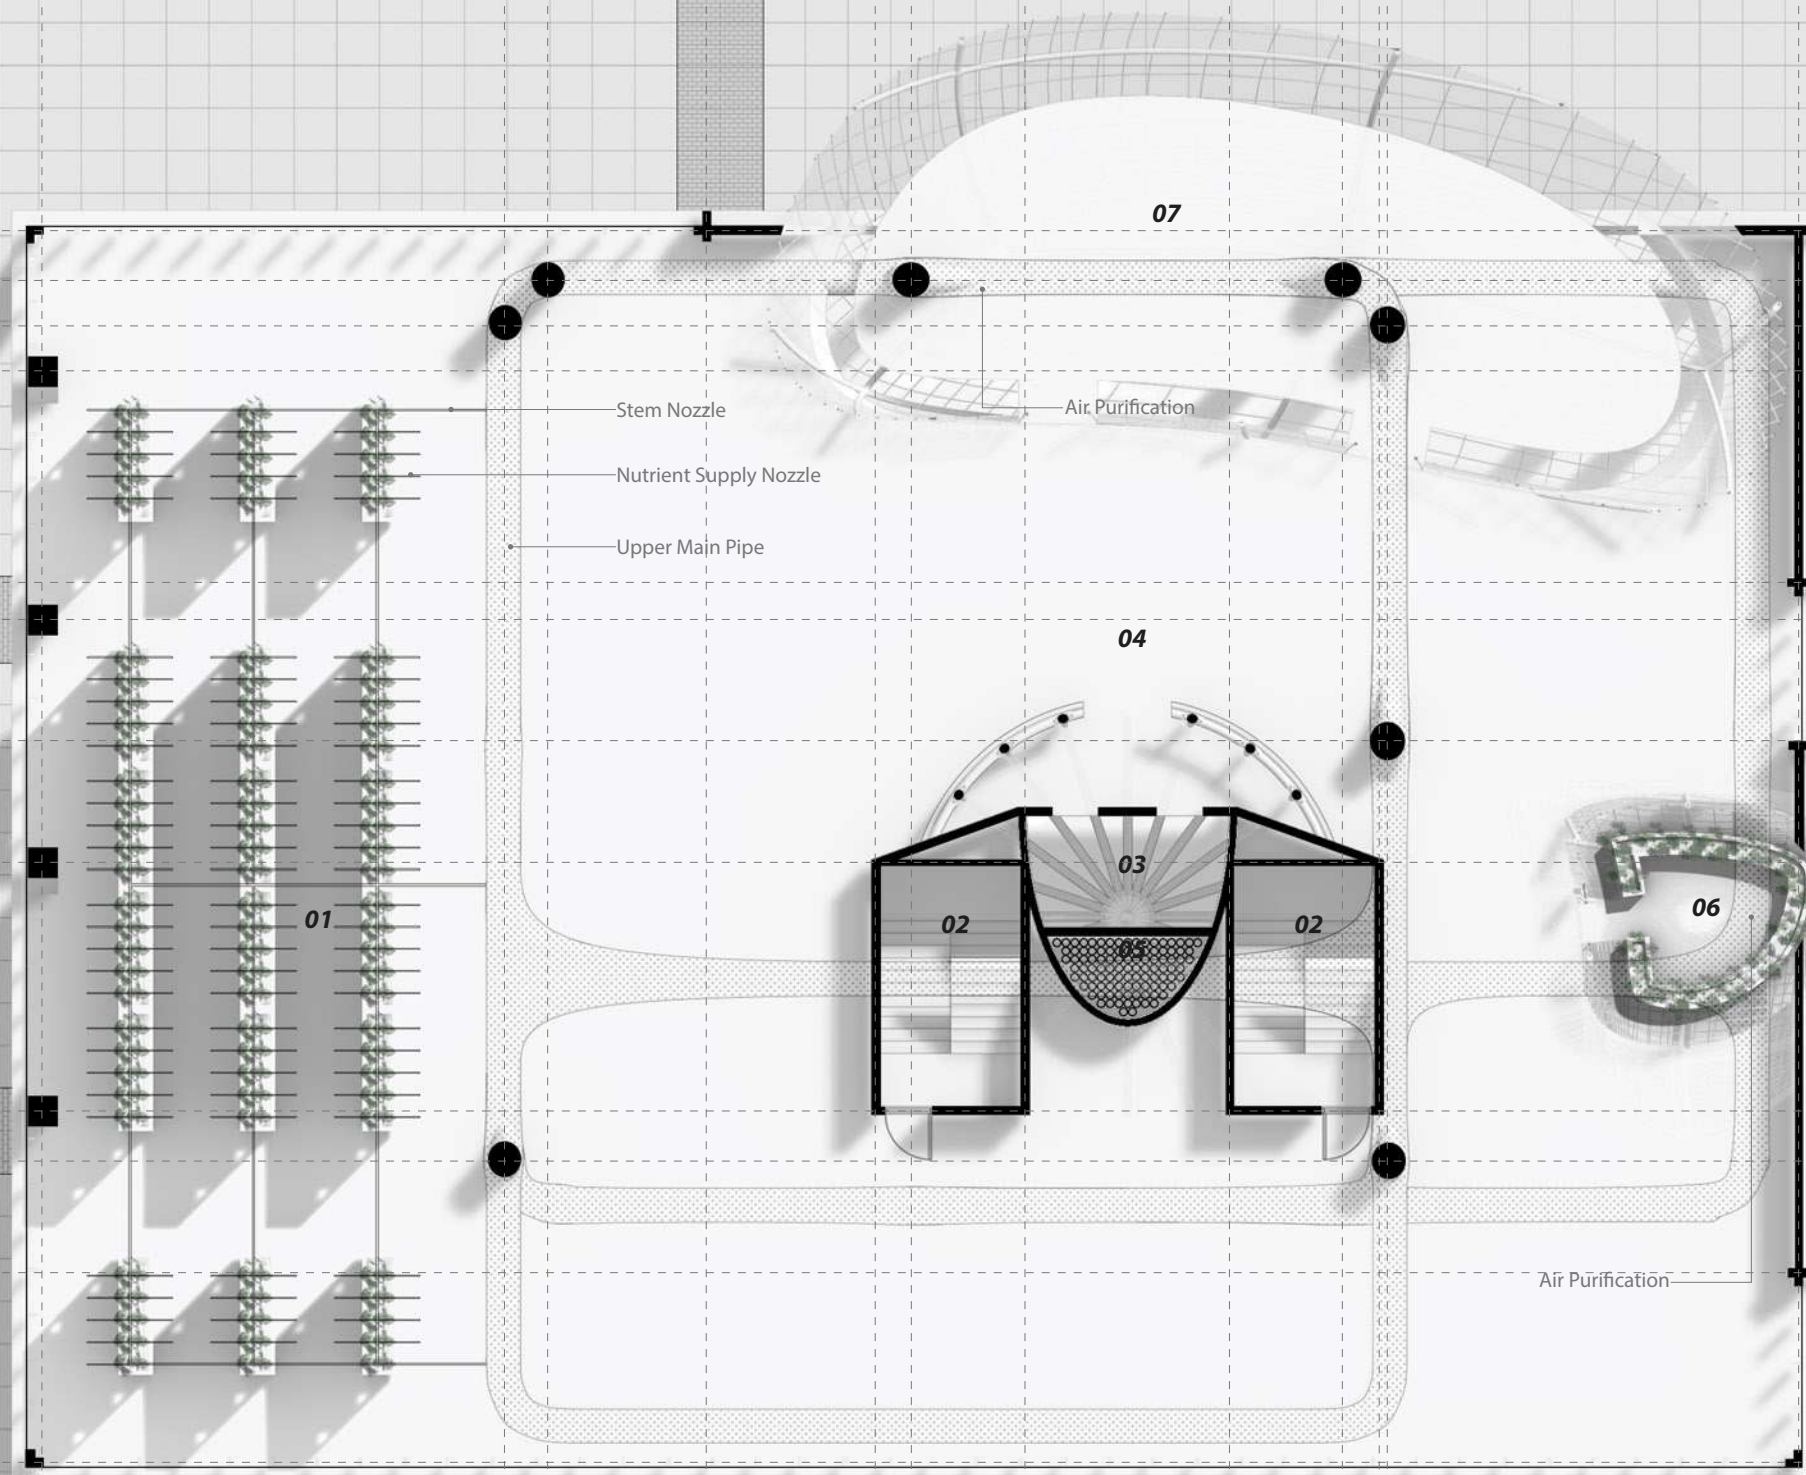 07
Stem Nozzle
Air Purification
Nutrient Supply Nozzle
Upper Main Pipe
04
03
01
02
02
06
05
Air Purification